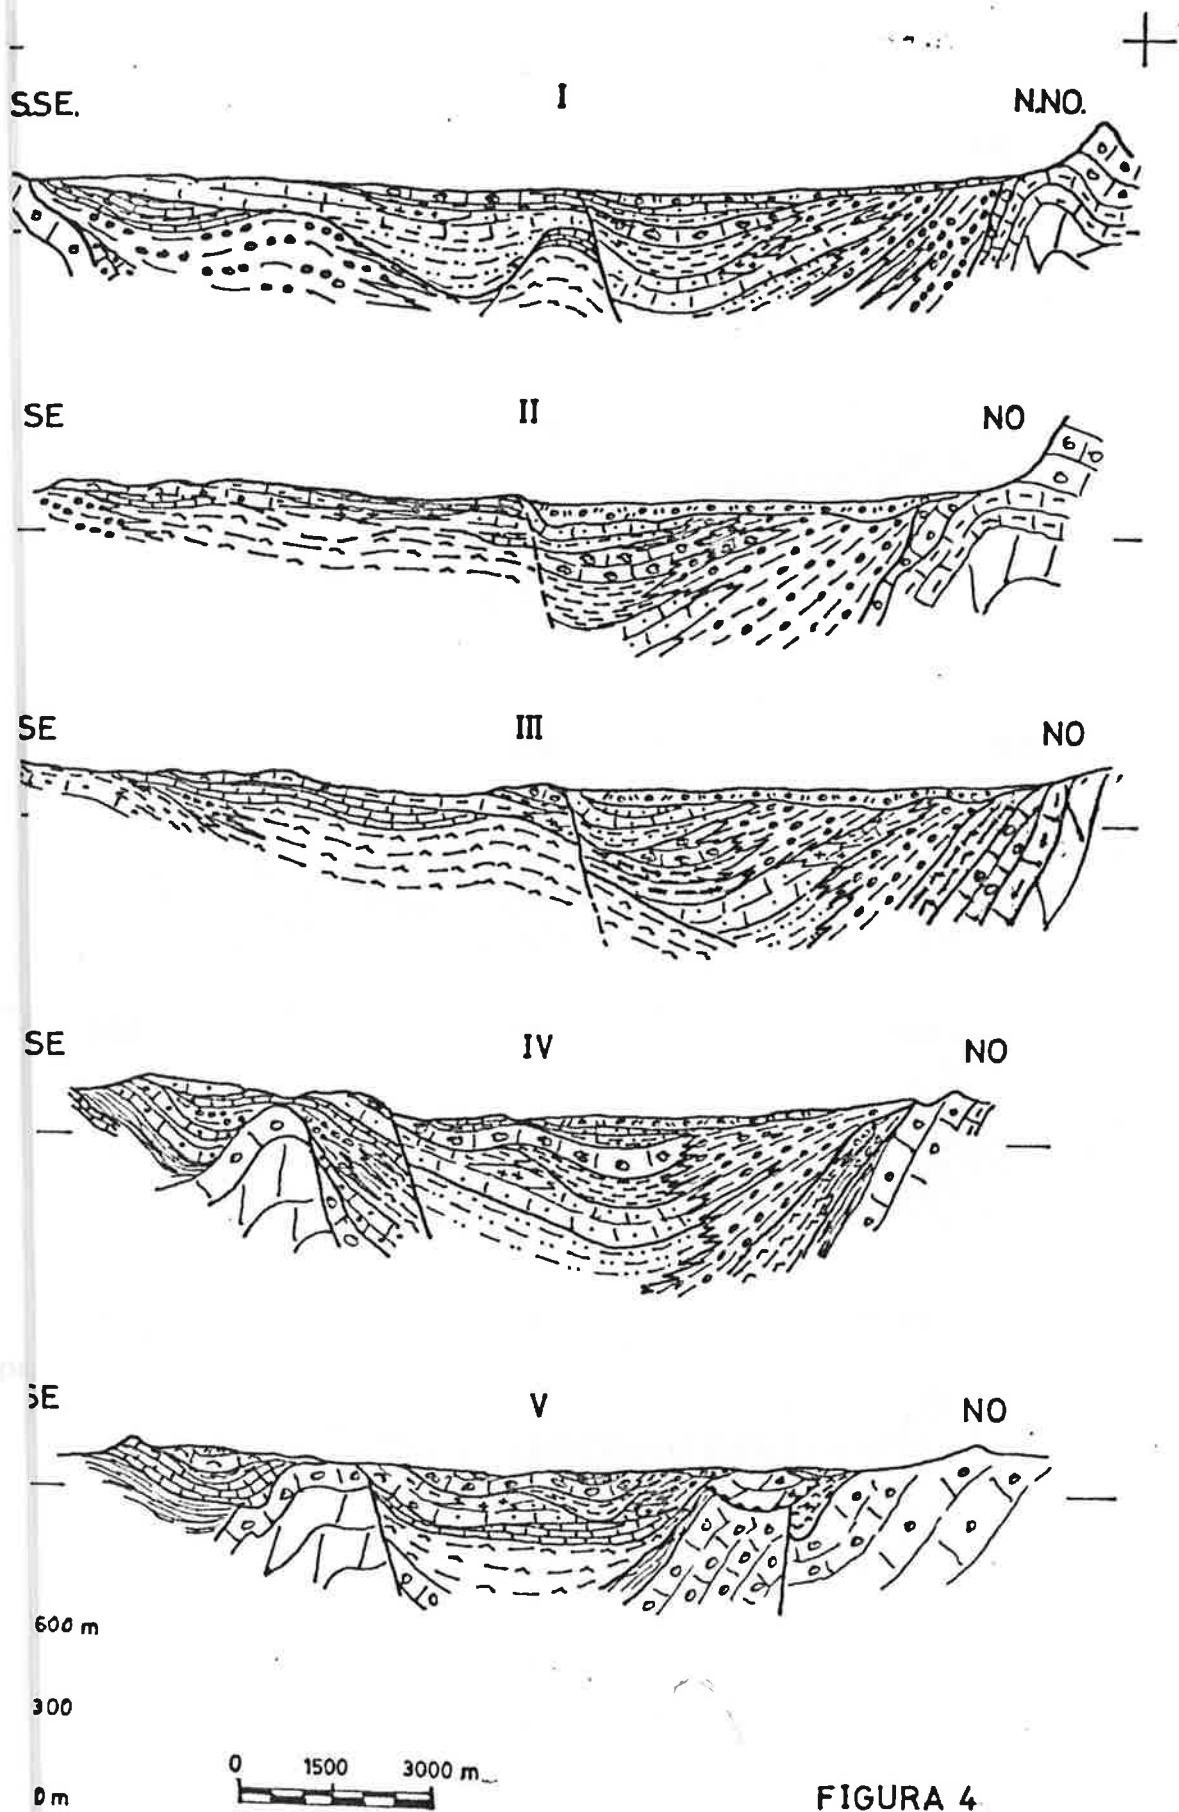 S.SE. I N.NO.
SE II NO
SE III NO
SE IV NO
SE V NO
600 m
300
0 m
0 1500 3000 m
FIGURA 4